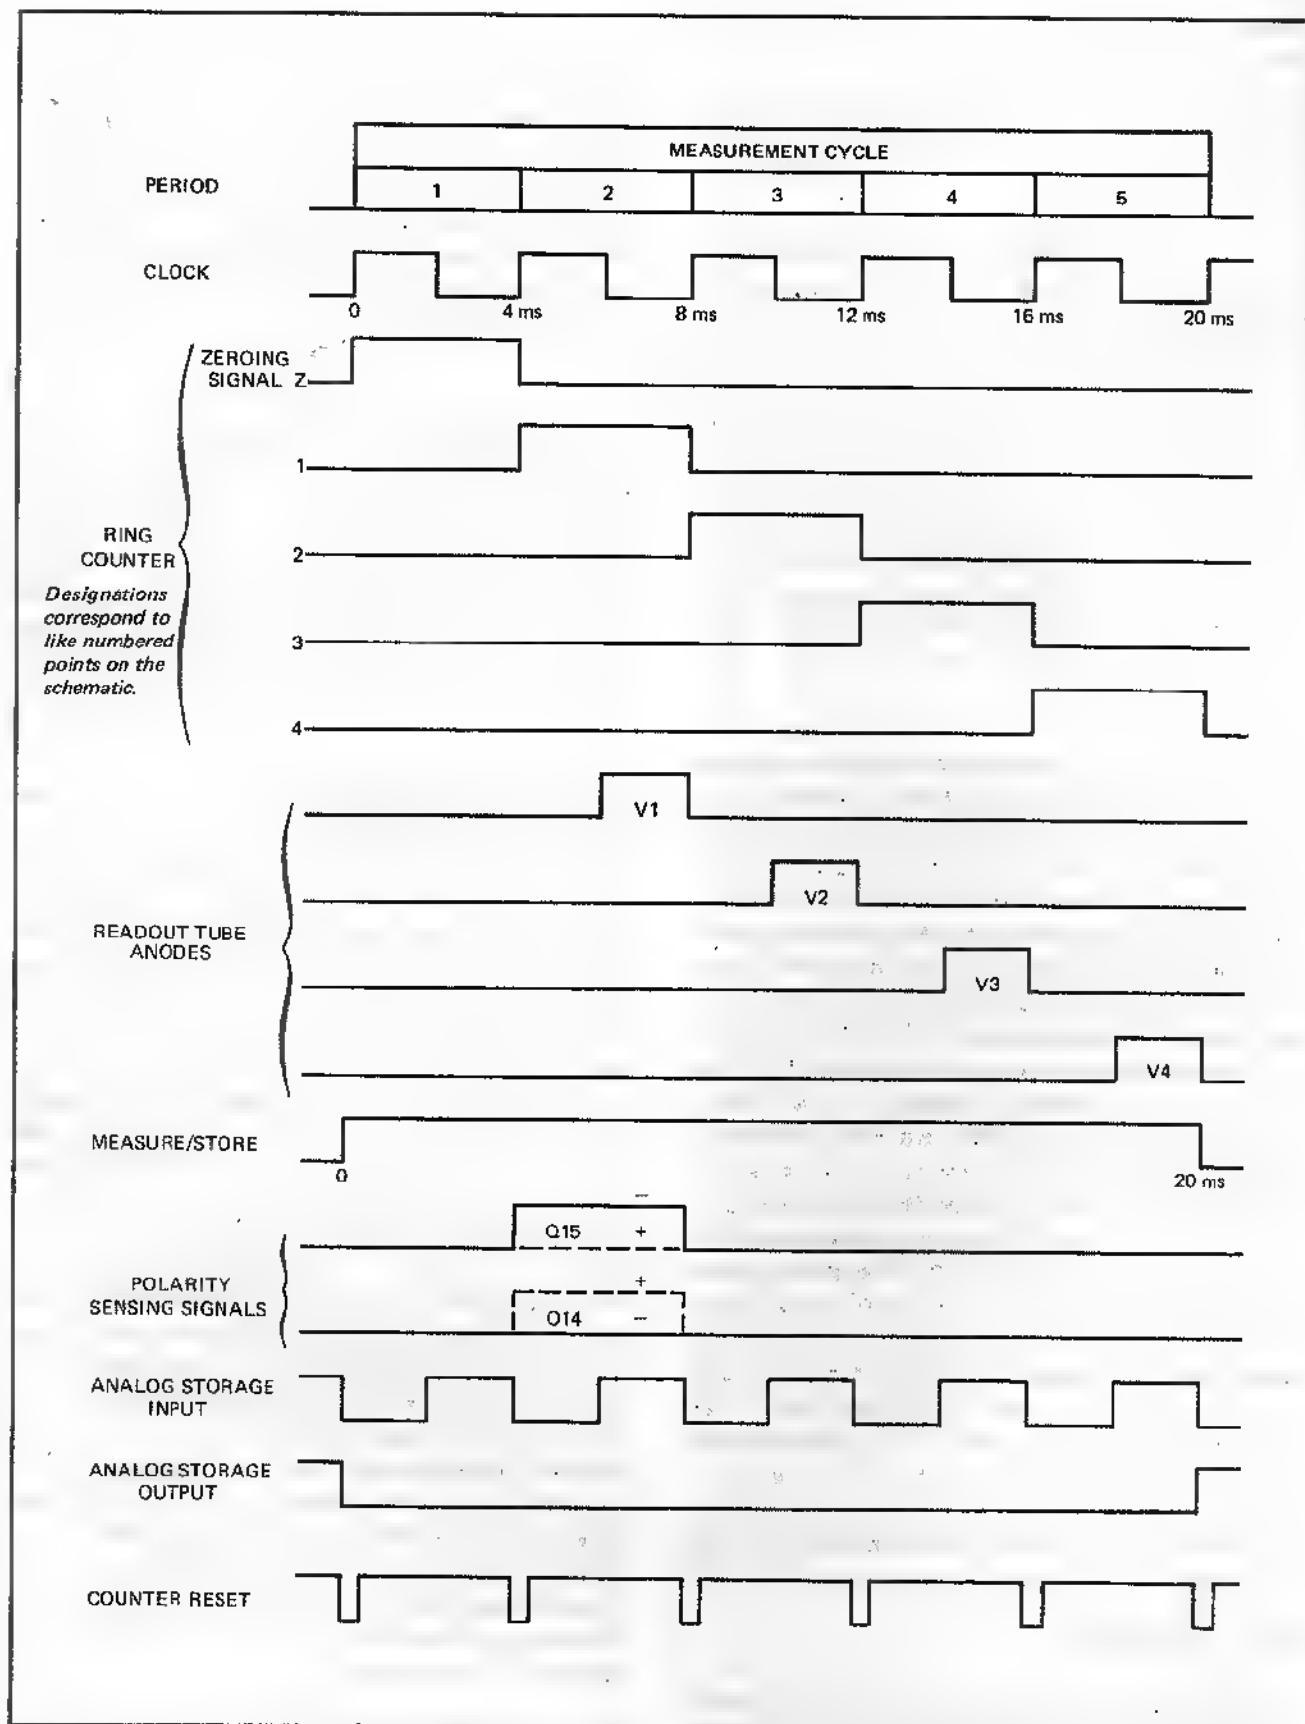 MEASUREMENT CYCLE
PERIOD
1 2 3 4 5
CLOCK
0 4 ms 8 ms 12 ms 16 ms 20 ms
ZEROING
SIGNAL Z
1
RING
COUNTER
2
Designations
correspond to
like numbered
points on the
schematic.
3
4
V1
V2
READOUT TUBE
ANODES
V3
V4
MEASURE/STORE
0 20 ms
−
Q15 +
POLARITY
SENSING SIGNALS
+
Q14 −
ANALOG STORAGE
INPUT
ANALOG STORAGE
OUTPUT
COUNTER RESET